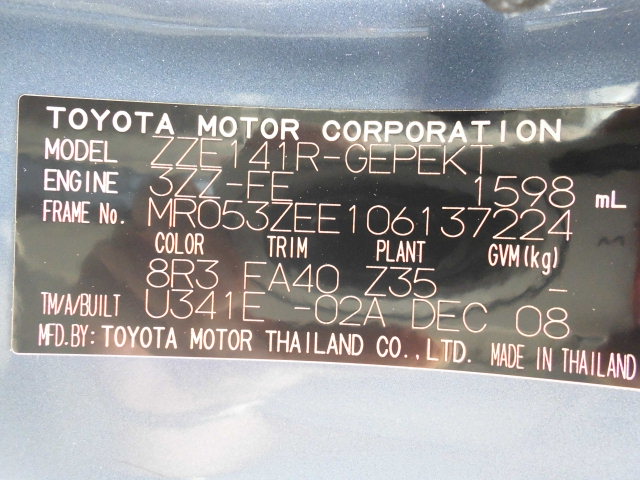 TOYOTA MOTOR CORPORATION
MODEL ZZE141R-GEPEKT
ENGINE 3ZZ-FE 1598 mL
FRAME No. MR053ZEE106137224
COLOR TRIM PLANT GVM(kg)
8R3 FA40 Z35 -
TM/A/BUILT U341E -02A DEC 08
MFD.BY: TOYOTA MOTOR THAILAND CO.,LTD. MADE IN THAILAND